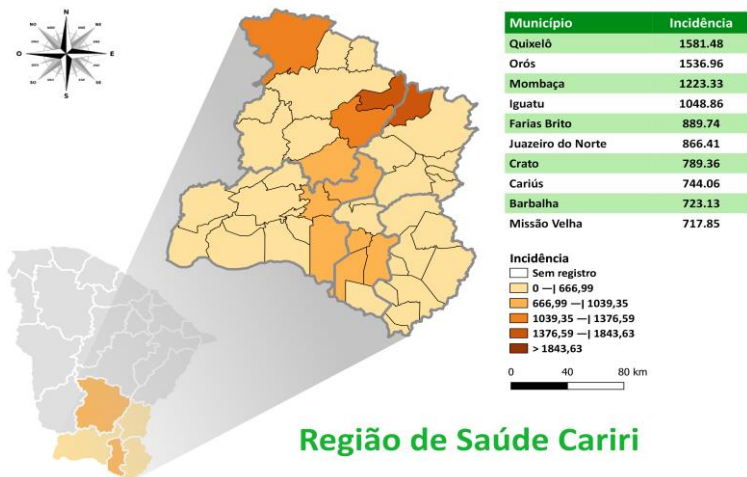 N
O
E
S
Município Incidência
Quixelô 1581.48
Orós 1536.96
Mombaça 1223.33
Iguatu 1048.86
Farias Brito 889.74
Juazeiro do Norte 866.41
Crato 789.36
Cariús 744.06
Barbalha 723.13
Missão Velha 717.85
Incidência
Sem registro
0 —| 666,99
666,99 —| 1039,35
1039,35 —| 1376,59
1376,59 —| 1843,63
> 1843,63
0 40 80 km
Região de Saúde Cariri